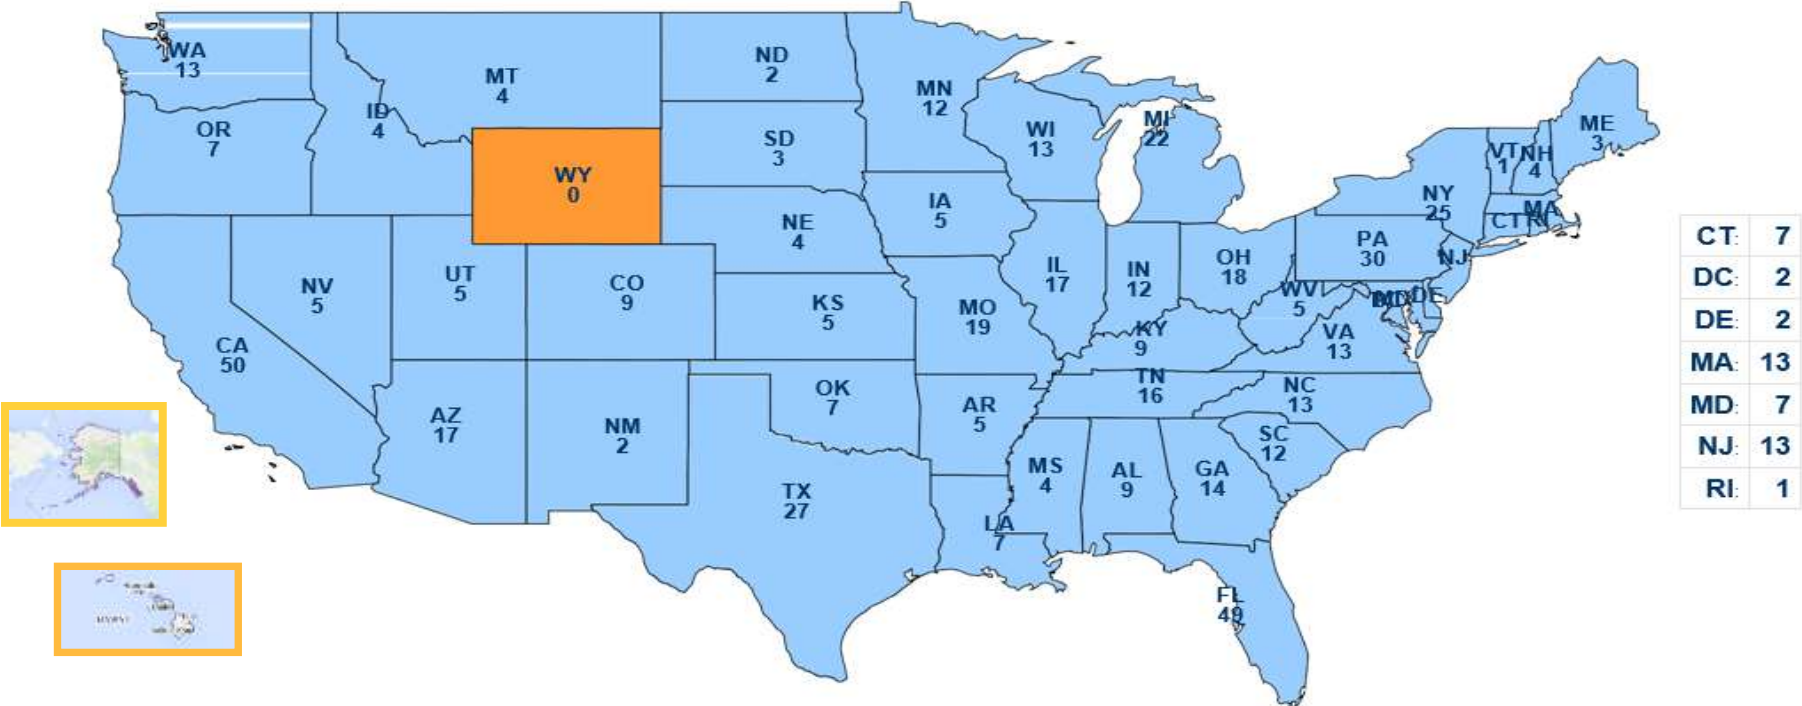 WA
13
MT
4
ND
2
MN
12
ID
4
OR
7
WI
13
MI
22
ME
3
VT
1
NH
4
SD
3
WY
0
NY
25
MA
CT
RI
IA
5
NE
4
PA
30
NJ
CT: 7
DC: 2
DE: 2
MA: 13
MD: 7
NJ: 13
RI: 1
OH
18
IL
17
IN
12
UT
5
CO
9
NV
5
WV
5
DE
KS
5
MO
19
KY
9
VA
13
CA
50
TN
16
NC
13
OK
7
AR
5
AZ
17
NM
2
SC
12
MS
4
AL
9
GA
14
TX
27
LA
7
FL
49